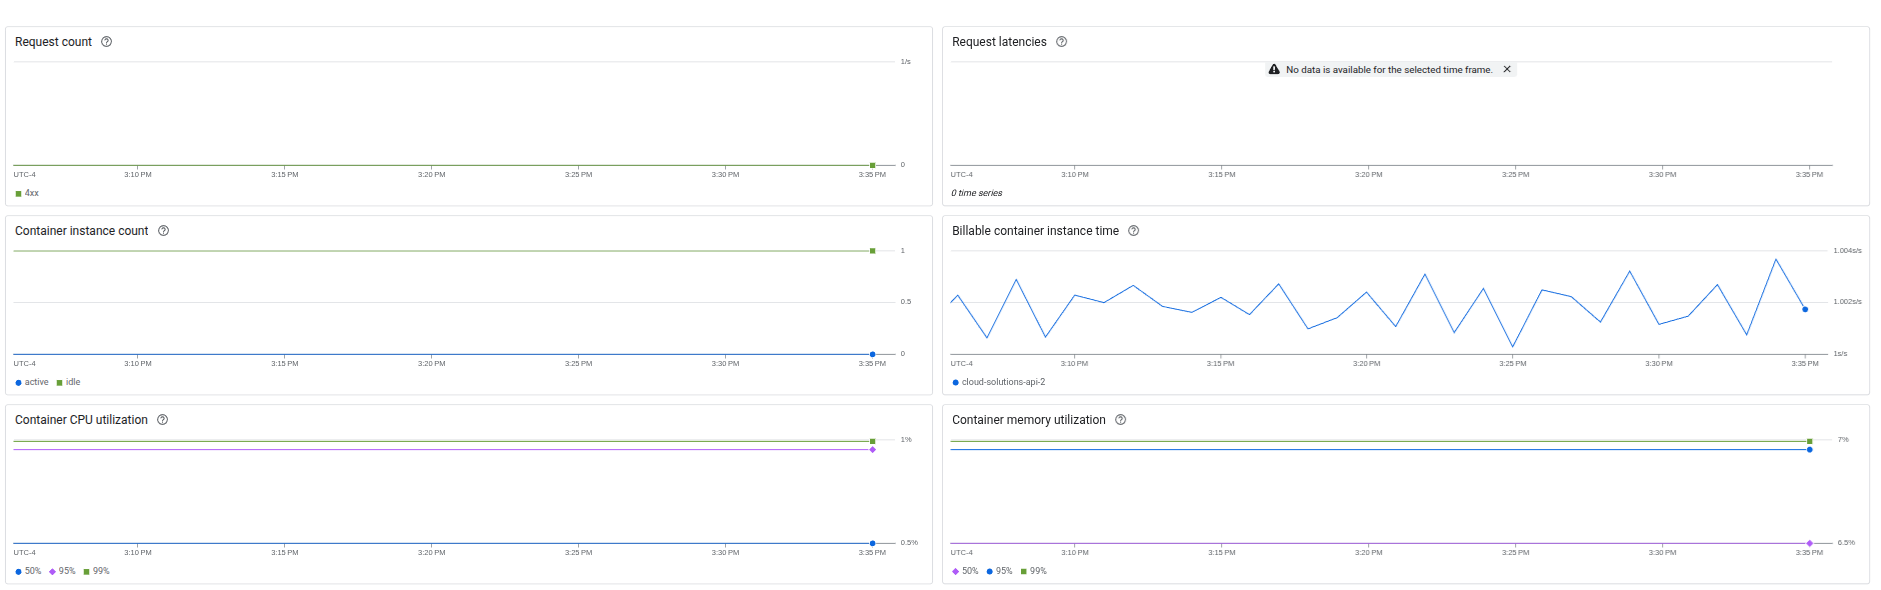 Request count
1/s
0
UTC-4 3:10 PM 3:15 PM 3:20 PM 3:25 PM 3:30 PM 3:35 PM
4xx
Request latencies
No data is available for the selected time frame.
UTC-4 3:10 PM 3:15 PM 3:20 PM 3:25 PM 3:30 PM 3:35 PM
0 time series
Container instance count
1
0.5
0
UTC-4 3:10 PM 3:15 PM 3:20 PM 3:25 PM 3:30 PM 3:35 PM
active idle
Billable container instance time
1.004s/s
1.002s/s
1s/s
UTC-4 3:10 PM 3:15 PM 3:20 PM 3:25 PM 3:30 PM 3:35 PM
cloud-solutions-api-2
Container CPU utilization
1%
0.5%
UTC-4 3:10 PM 3:15 PM 3:20 PM 3:25 PM 3:30 PM 3:35 PM
50% 95% 99%
Container memory utilization
7%
6.5%
UTC-4 3:10 PM 3:15 PM 3:20 PM 3:25 PM 3:30 PM 3:35 PM
50% 95% 99%